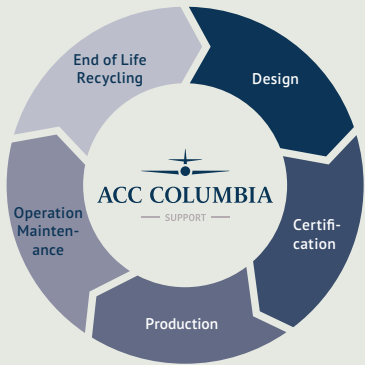 End of Life
Recycling
Design
Operation
Mainten-
ance
ACC COLUMBIA
SUPPORT
Certifi-
cation
Production